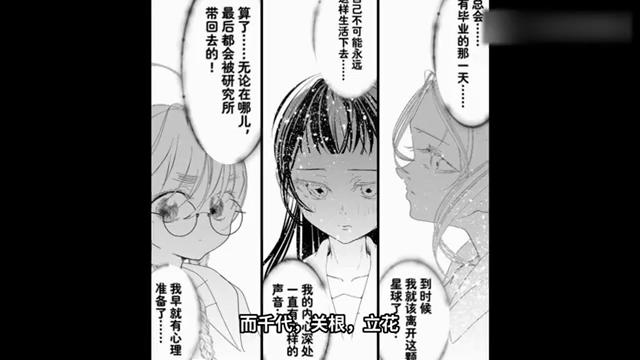 总会
有毕业的那
一天……
自己不可能永远
这样生活下去……
算了……无论在哪儿，
最后都会被研究所
带回去的！
到时候
我就该离开这颗
星球了
我的内心深处
一直有
样的
声音
我早就有心理
准备了……
而千代，关根，立花